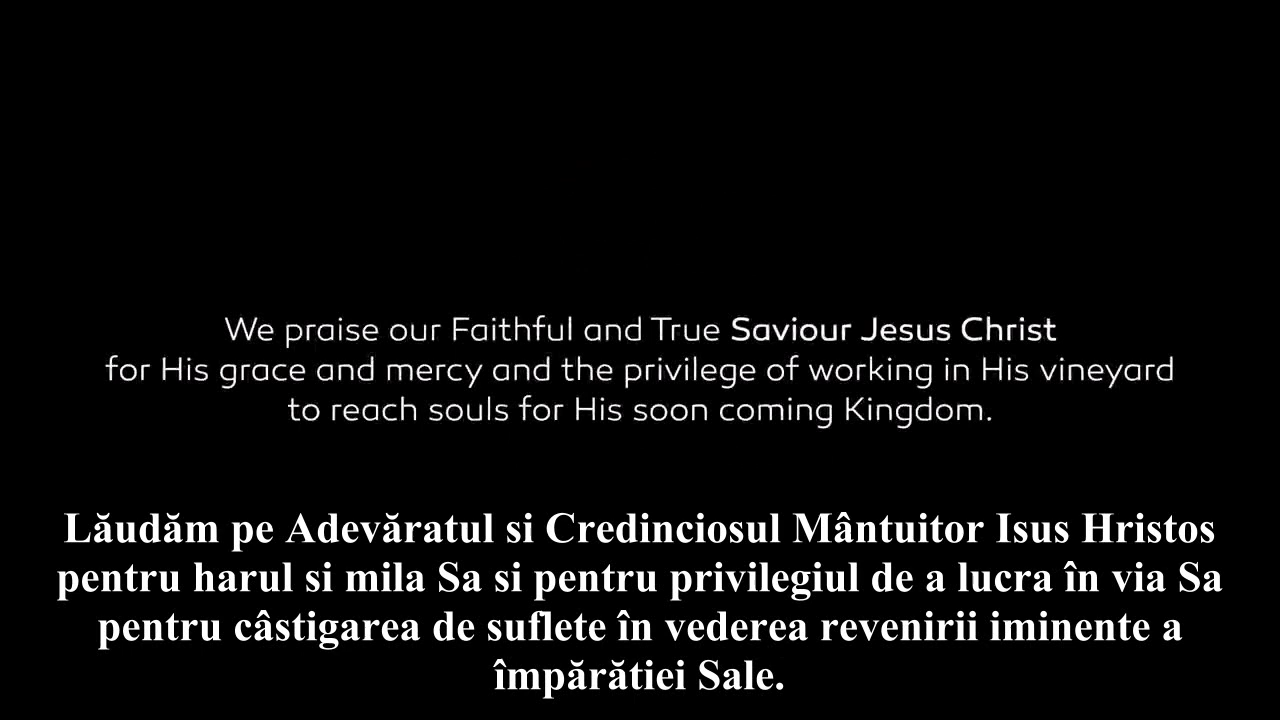 We praise our Faithful and True Saviour Jesus Christ
for His grace and mercy and the privilege of working in His vineyard
to reach souls for His soon coming Kingdom.
Lăudăm pe Adevăratul si Credinciosul Mântuitor Isus Hristos
pentru harul si mila Sa si pentru privilegiul de a lucra în via Sa
pentru câstigarea de suflete în vederea revenirii iminente a
împărătiei Sale.